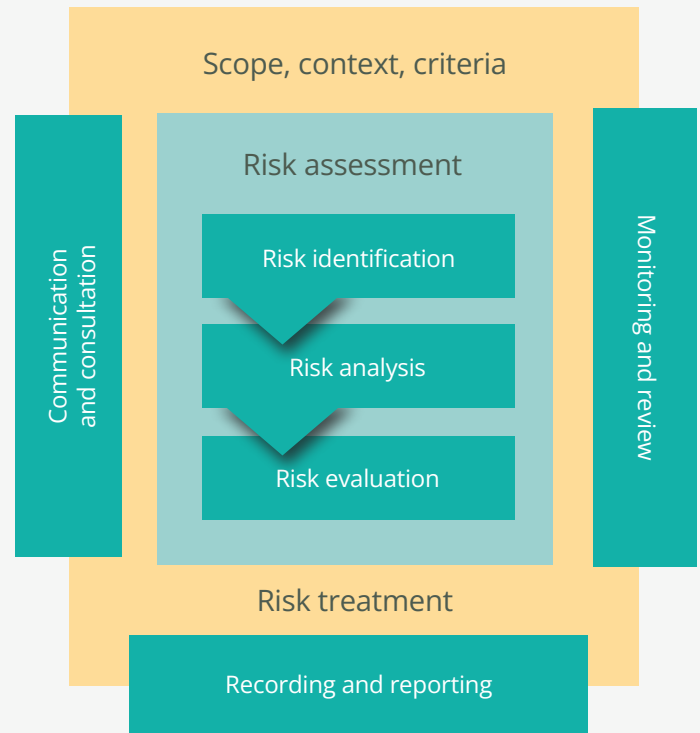 Scope, context, criteria
Risk assessment
Risk identification
Risk analysis
Risk evaluation
Communication
and consultation
Monitoring and review
Risk treatment
Recording and reporting